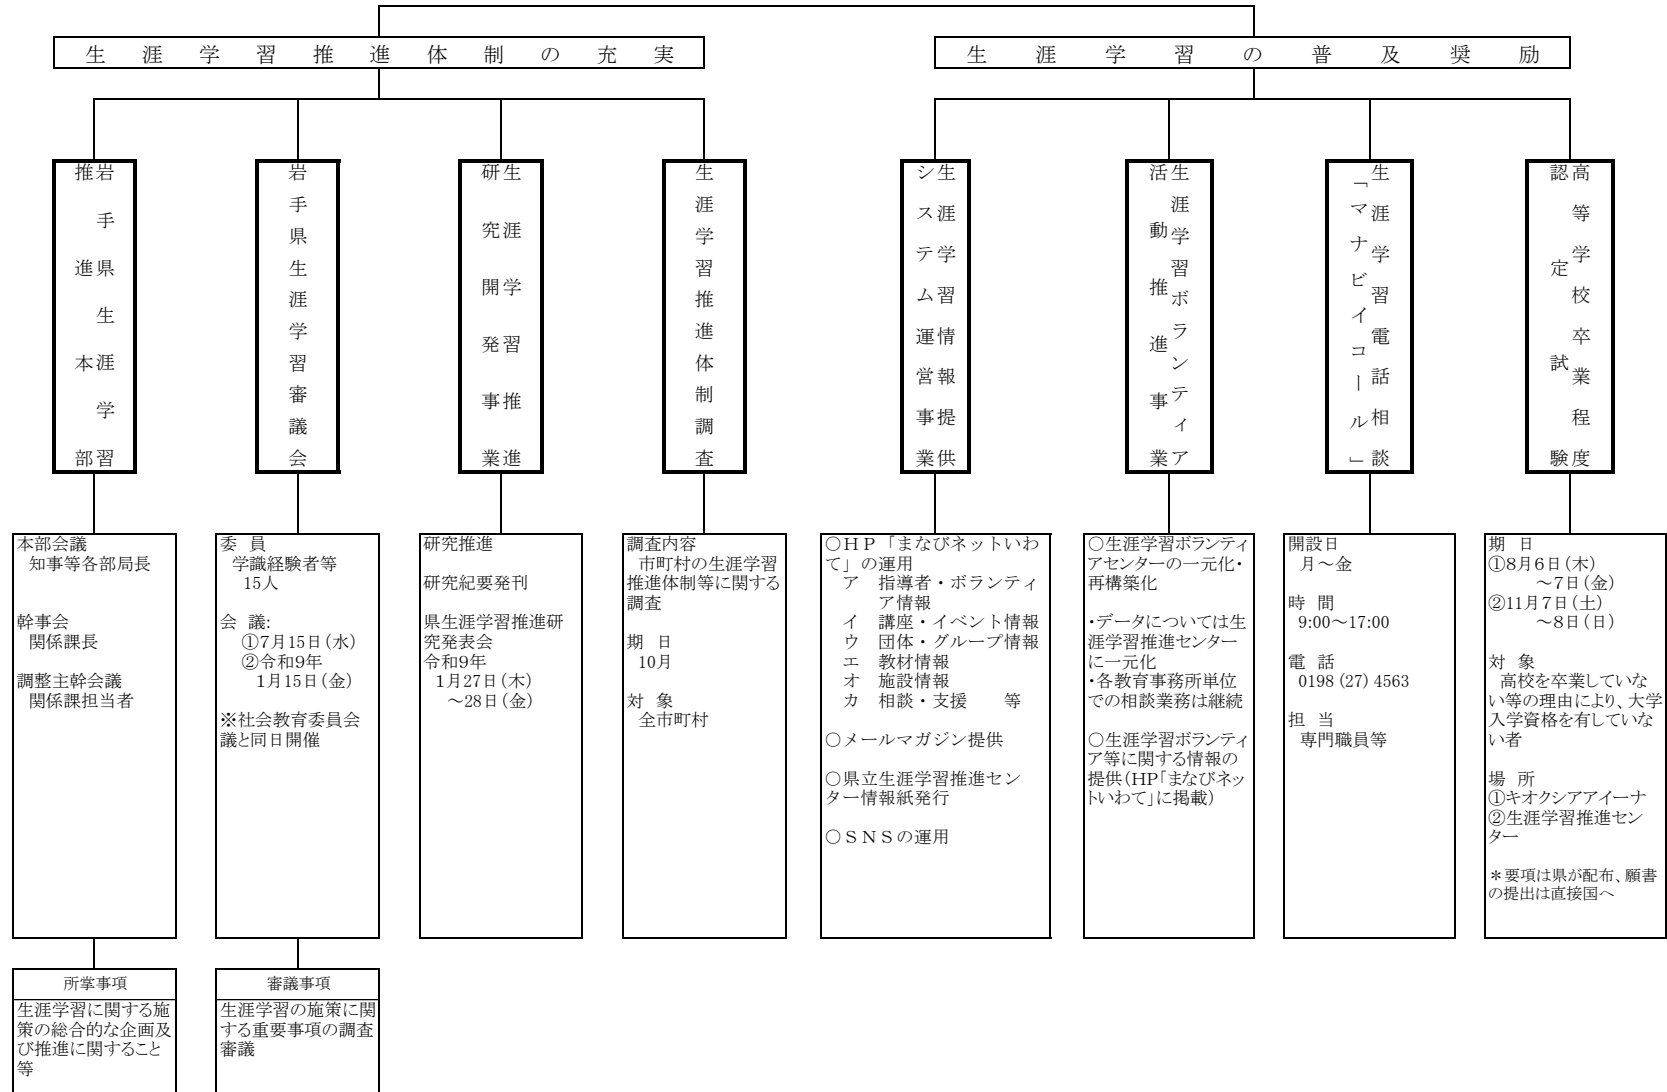 生涯学習推進体制の充実
岩手県生涯学習
推進本部
本部会議
知事等各部局長
幹事会
関係課長
調整主幹会議
関係課担当者
所掌事項
生涯学習に関する施
策の総合的な企画及
び推進に関すること
等
岩手県生涯学習審議会
委 員
学識経験者等
15人
会 議:
①7月15日(水)
②令和9年
1月15日(金)
※社会教育委員会
議と同日開催
審議事項
生涯学習の施策に関
する重要事項の調査
審議
生涯学習推進
研究開発事業
研究推進
研究紀要発刊
県生涯学習推進研
究発表会
令和9年
1月27日(木)
～28日(金)
生涯学習推進体制調査
調査内容
市町村の生涯学習
推進体制等に関する
調査
期 日
10月
対 象
全市町村
生涯学習の普及奨励
生涯学習情報提供
システム運営事業
○ＨＰ「まなびネットいわ
て」の運用
ア 指導者・ボランティ
ア情報
イ 講座・イベント情報
ウ 団体・グループ情報
エ 教材情報
オ 施設情報
カ 相談・支援 等
○メールマガジン提供
○県立生涯学習推進セン
ター情報紙発行
○ＳＮＳの運用
生涯学習ボランティア
活動推進事業
○生涯学習ボランティ
アセンターの一元化・
再構築化
・データについては生
涯学習推進センター
に一元化
・各教育事務所単位
での相談業務は継続
○生涯学習ボランティ
ア等に関する情報の
提供(HP「まなびネッ
トいわて」に掲載)
生涯学習電話相談
「マナビイコール」
開設日
月～金
時 間
9:00～17:00
電 話
0198(27)4563
担 当
専門職員等
高等学校卒業程度
認定試験
期 日
①8月6日(木)
～7日(金)
②11月7日(土)
～8日(日)
対 象
高校を卒業していな
い等の理由により、大学
入学資格を有していな
い者
場 所
①キオクシアアイーナ
②生涯学習推進セン
ター
＊要項は県が配布、願書
の提出は直接国へ